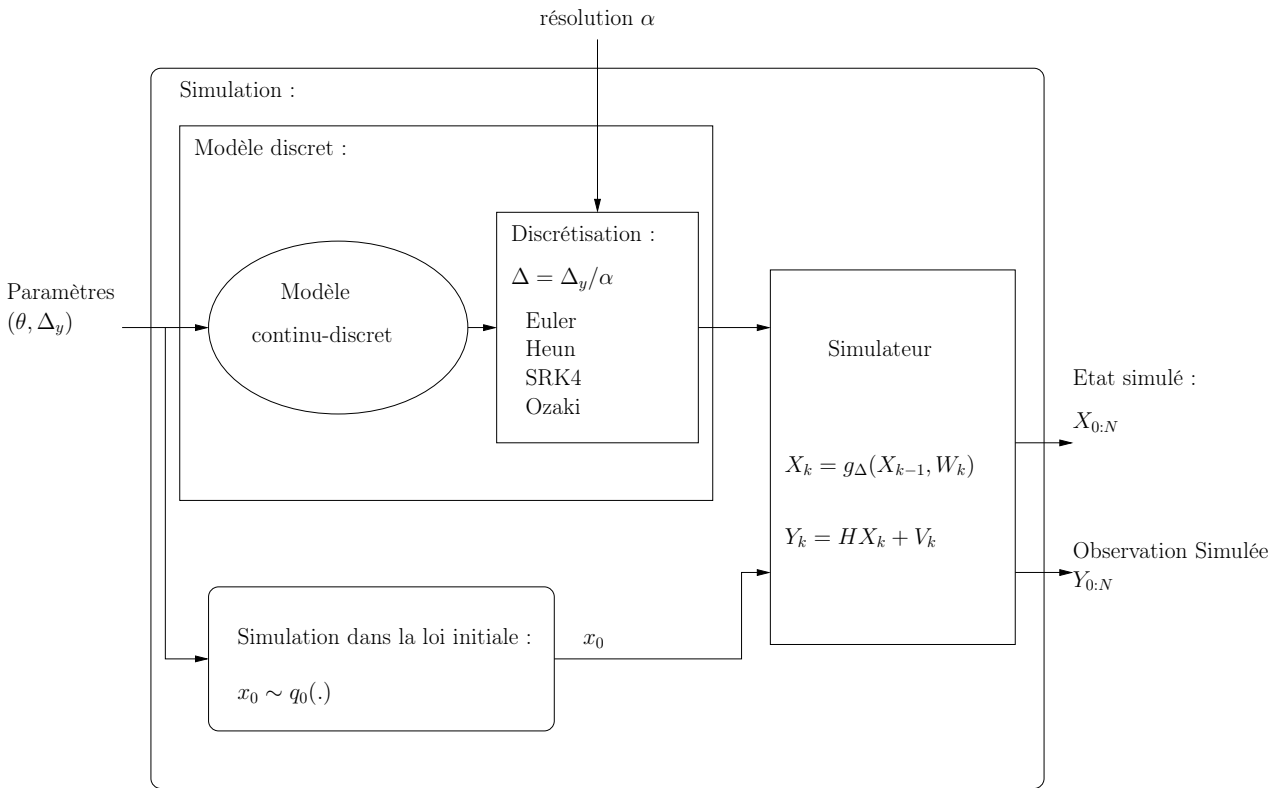 résolution α
Simulation :
Modèle discret :
Discrétisation :
Δ = Δ_y/α
Euler
Heun
SRK4
Ozaki
Modèle
continu-discret
Paramètres
(θ, Δ_y)
Simulateur
X_k = g_Δ(X_{k−1}, W_k)
Y_k = HX_k + V_k
Etat simulé :
X_{0:N}
Observation Simulée
Y_{0:N}
Simulation dans la loi initiale :
x_0 ∼ q_0(.)
x_0